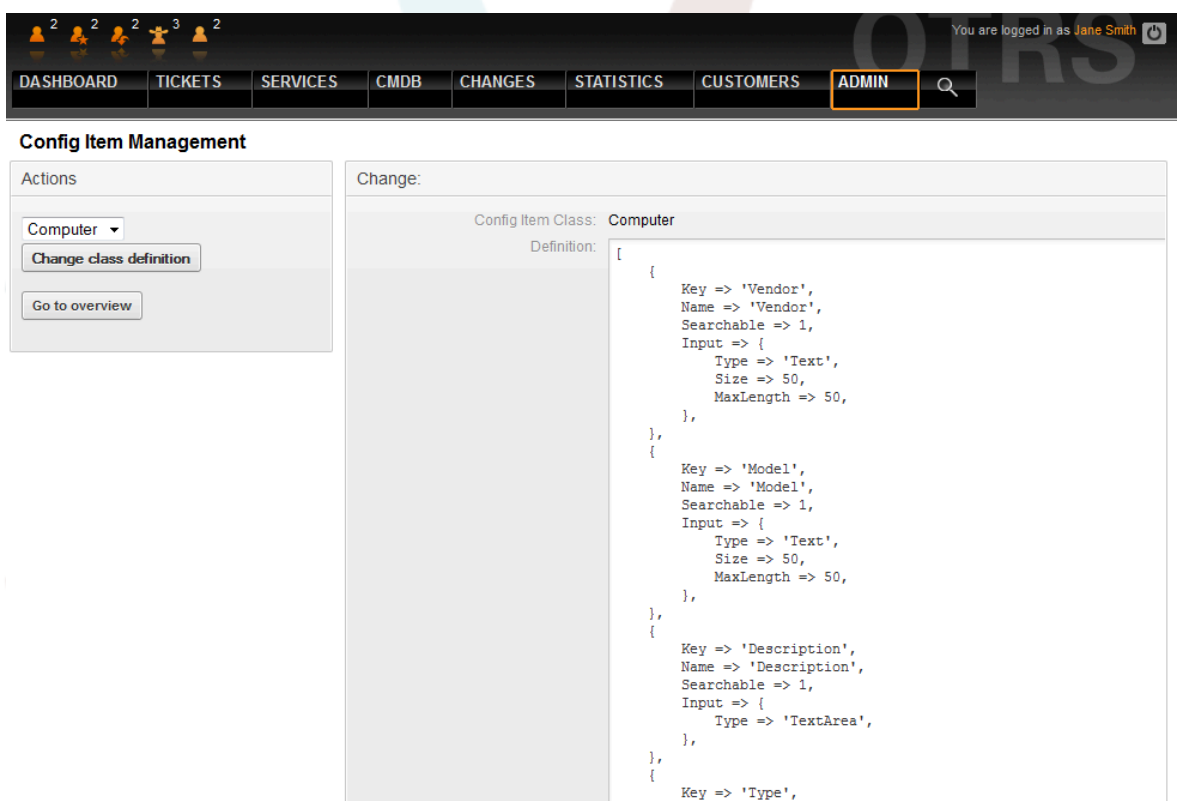 2 2 2 3 2
You are logged in as Jane Smith
OTRS
DASHBOARD TICKETS SERVICES CMDB CHANGES STATISTICS CUSTOMERS ADMIN
Config Item Management
Actions
Computer
Change class definition
Go to overview
Change:
Config Item Class: Computer
Definition:
[
    {
        Key => 'Vendor',
        Name => 'Vendor',
        Searchable => 1,
        Input => {
            Type => 'Text',
            Size => 50,
            MaxLength => 50,
        },
    },
    {
        Key => 'Model',
        Name => 'Model',
        Searchable => 1,
        Input => {
            Type => 'Text',
            Size => 50,
            MaxLength => 50,
        },
    },
    {
        Key => 'Description',
        Name => 'Description',
        Searchable => 1,
        Input => {
            Type => 'TextArea',
        },
    },
    {
        Key => 'Type',